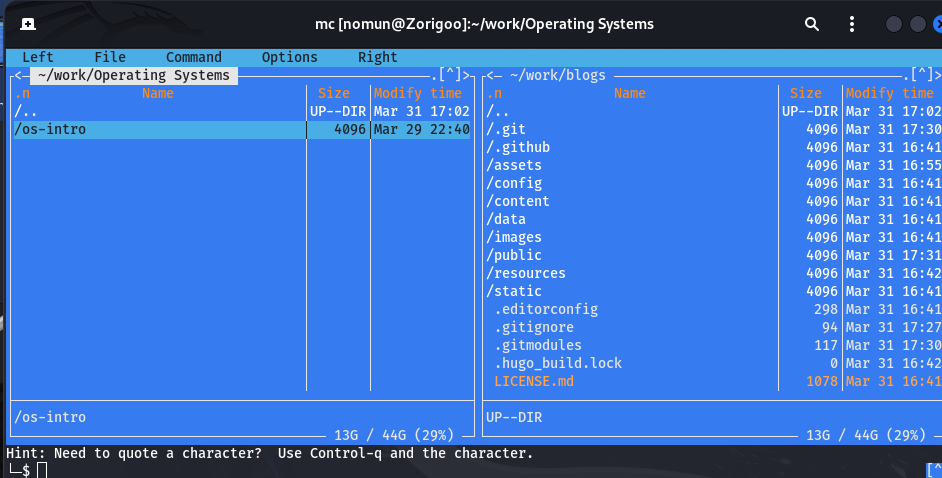 mc [nomun@Zorigoo]:~/work/Operating Systems
Left File Command Options Right
<─ ~/work/Operating Systems .[^]>
.n Name Size Modify time
/.. UP--DIR Mar 31 17:02
/os-intro 4096 Mar 29 22:40
/os-intro
13G / 44G (29%)
<─ ~/work/blogs .[^]>
.n Name Size Modify time
/.. UP--DIR Mar 31 17:02
/.git 4096 Mar 31 17:30
/.github 4096 Mar 31 16:41
/assets 4096 Mar 31 16:55
/config 4096 Mar 31 16:41
/content 4096 Mar 31 16:41
/data 4096 Mar 31 16:41
/images 4096 Mar 31 16:41
/public 4096 Mar 31 17:31
/resources 4096 Mar 31 16:42
/static 4096 Mar 31 16:41
.editorconfig 298 Mar 31 16:41
.gitignore 94 Mar 31 17:27
.gitmodules 117 Mar 31 17:30
.hugo_build.lock 0 Mar 31 16:42
LICENSE.md 1078 Mar 31 16:41
UP--DIR
13G / 44G (29%)
Hint: Need to quote a character?  Use Control-q and the character.
└─$
[^